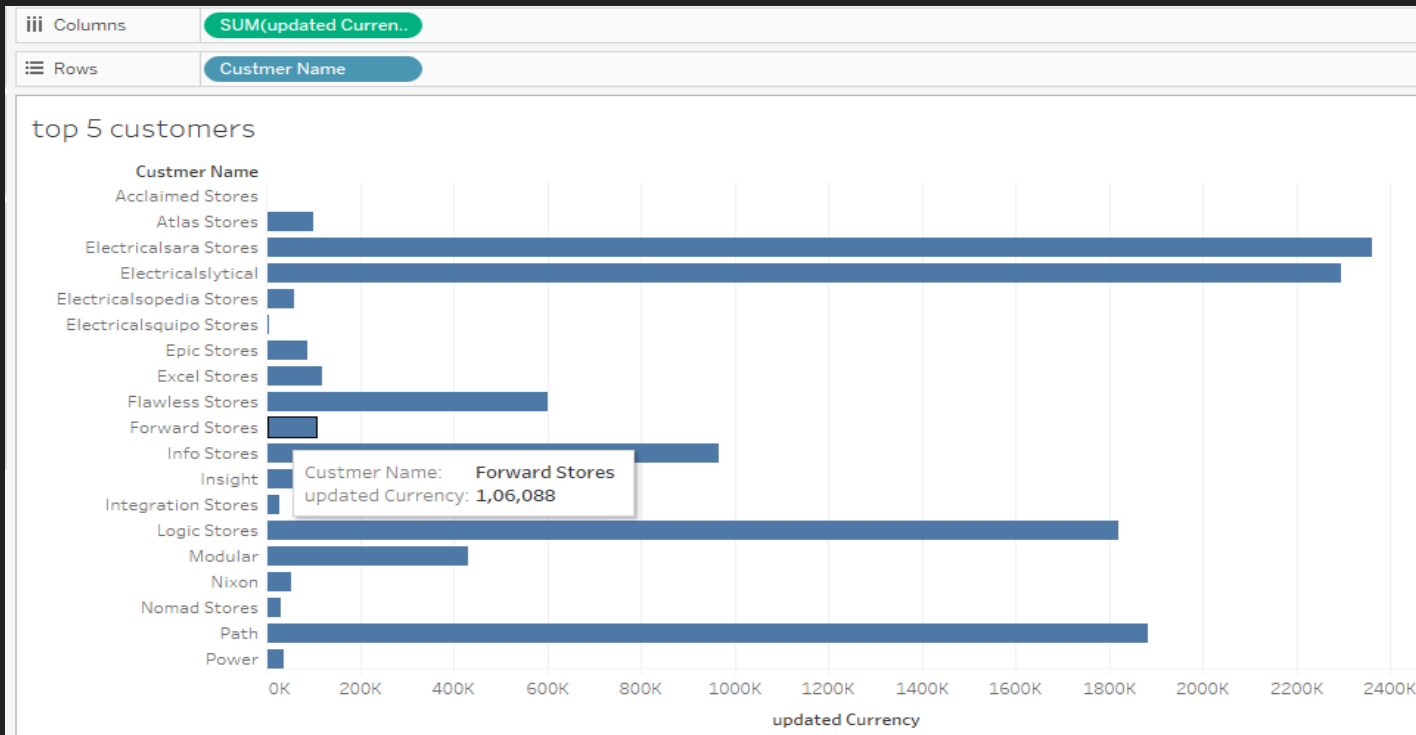 Columns SUM(updated Curren..
Rows Custmer Name
top 5 customers
Custmer Name
Acclaimed Stores
Atlas Stores
Electricalsara Stores
Electricalslytical
Electricalsopedia Stores
Electricalsquipo Stores
Epic Stores
Excel Stores
Flawless Stores
Forward Stores
Info Stores
Insight
Integration Stores
Logic Stores
Modular
Nixon
Nomad Stores
Path
Power
Custmer Name: Forward Stores
updated Currency: 1,06,088
0K 200K 400K 600K 800K 1000K 1200K 1400K 1600K 1800K 2000K 2200K 2400K
updated Currency